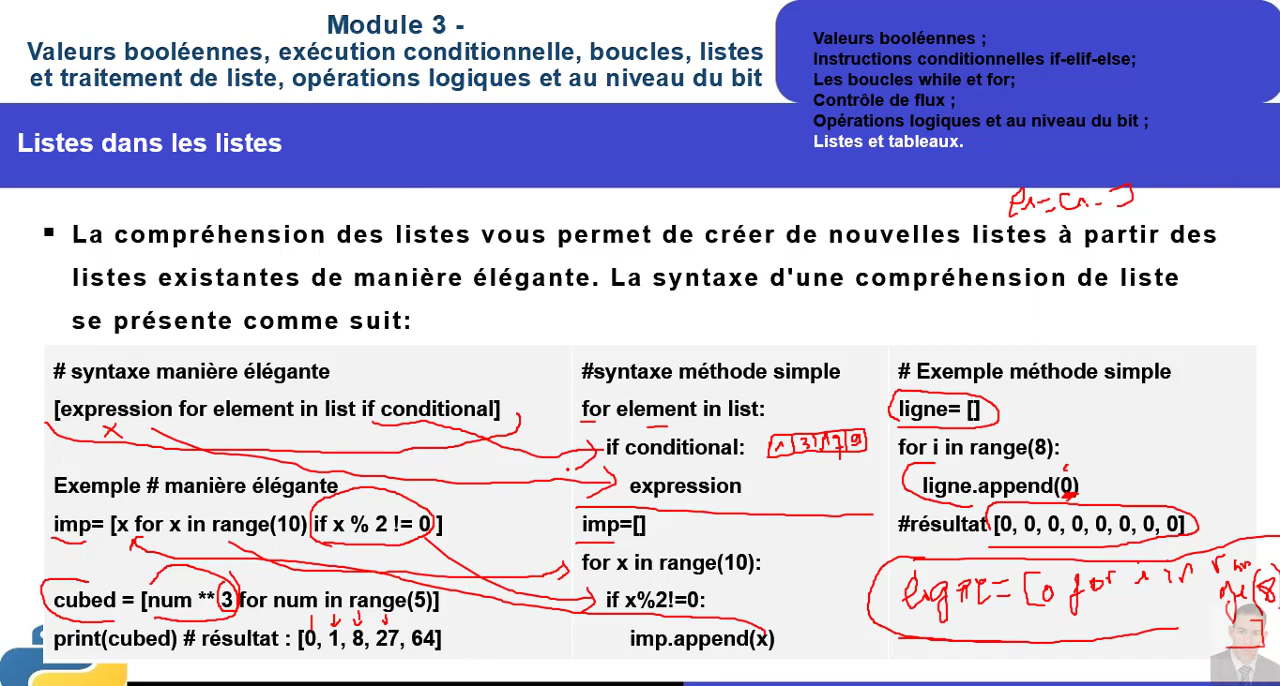 Module 3 -
Valeurs booléennes, exécution conditionnelle, boucles, listes
et traitement de liste, opérations logiques et au niveau du bit
Valeurs booléennes ;
Instructions conditionnelles if-elif-else;
Les boucles while et for;
Contrôle de flux ;
Opérations logiques et au niveau du bit ;
Listes et tableaux.
Listes dans les listes
La compréhension des listes vous permet de créer de nouvelles listes à partir des
listes existantes de manière élégante. La syntaxe d'une compréhension de liste
se présente comme suit:
# syntaxe manière élégante
[expression for element in list if conditional]
Exemple # manière élégante
imp= [x for x in range(10) if x % 2 != 0 ]
cubed = [num ** 3 for num in range(5)]
print(cubed) # résultat : [0, 1, 8, 27, 64]
#syntaxe méthode simple
for element in list:
if conditional:
expression
imp=[]
for x in range(10):
if x%2!=0:
imp.append(x)
# Exemple méthode simple
ligne= []
for i in range(8):
ligne.append(0)
#résultat [0, 0, 0, 0, 0, 0, 0, 0]
= [0 for i in
(8)
]